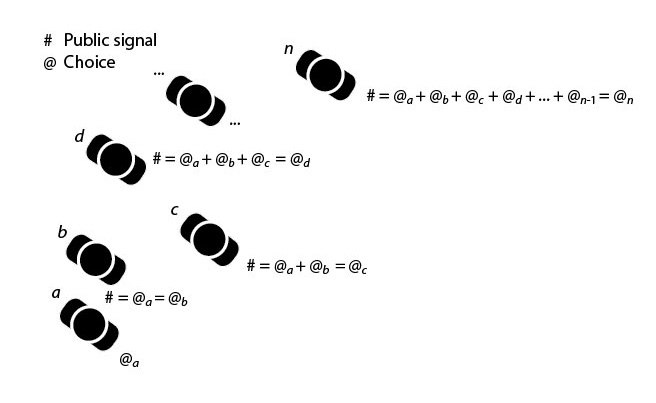 # Public signal
@ Choice
n
...
# = @a + @b + @c + @d + ... + @n-1 = @n
...
d
# = @a + @b + @c = @d
c
b
# = @a + @b = @c
a
# = @a = @b
@a